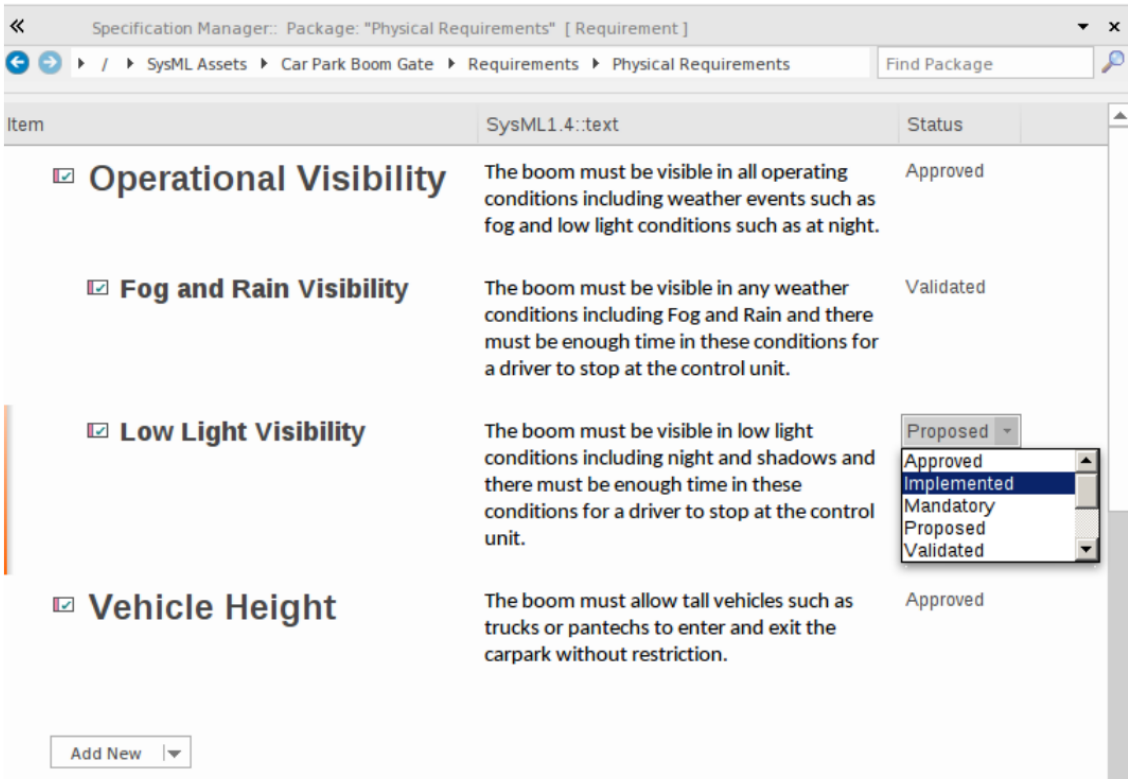 Specification Manager:: Package: "Physical Requirements" [ Requirement ]
/ SysML Assets Car Park Boom Gate Requirements Physical Requirements Find Package
Item SysML1.4::text Status
Operational Visibility
The boom must be visible in all operating
conditions including weather events such as
fog and low light conditions such as at night.
Approved
Fog and Rain Visibility
The boom must be visible in any weather
conditions including Fog and Rain and there
must be enough time in these conditions for
a driver to stop at the control unit.
Validated
Low Light Visibility
The boom must be visible in low light
conditions including night and shadows and
there must be enough time in these
conditions for a driver to stop at the control
unit.
Proposed
Approved
Implemented
Mandatory
Proposed
Validated
Vehicle Height
The boom must allow tall vehicles such as
trucks or pantechs to enter and exit the
carpark without restriction.
Approved
Add New